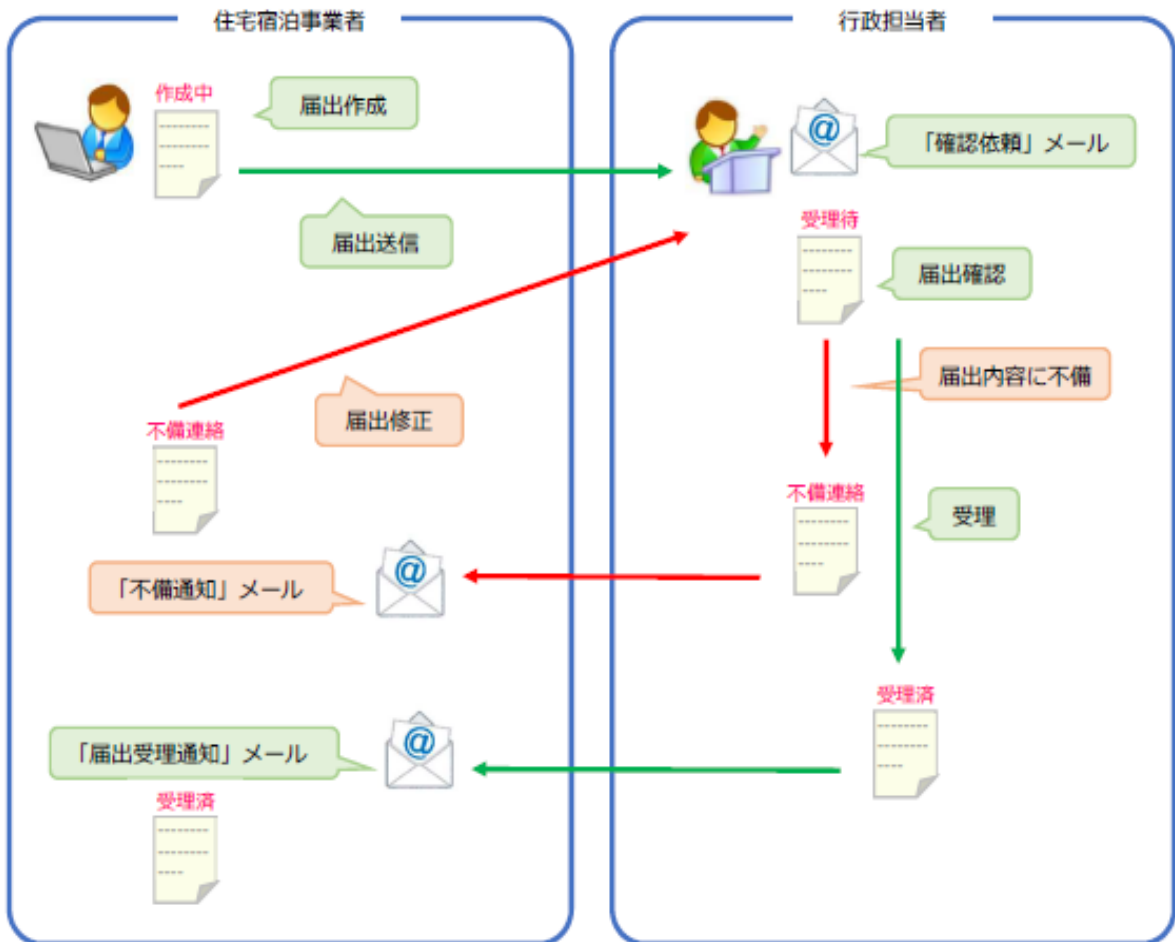 住宅宿泊事業者
行政担当者
作成中
届出作成
「確認依頼」メール
届出送信
受理待
届出確認
届出内容に不備
届出修正
不備連絡
不備連絡
受理
「不備通知」メール
受理済
「届出受理通知」メール
受理済